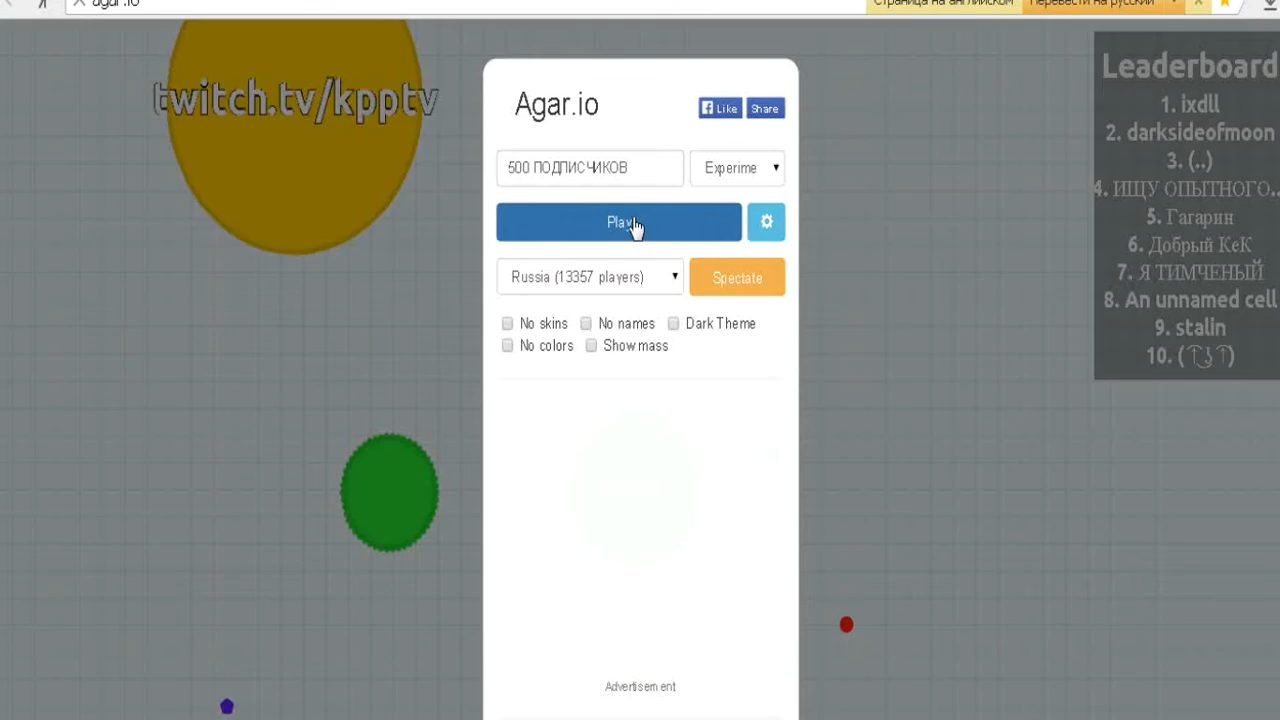 agar.io
Страница на английском
Перевести на русский
twitch.tv/kpptv
Agar.io
Like
Share
500 ПОДПИСЧИКОВ
Experime
Play
Russia (13357 players)
Spectate
No skins
No names
Dark Theme
No colors
Show mass
Advertisement
Leaderboard
1. ixdll
2. darksideofmoon
3. (..)
4. ИЩУ ОПЫТНОГО..
5. Гагарин
6. Добрый КеК
7. Я ТИМЧЕНЫЙ
8. An unnamed cell
9. stalin
10. ( ͡° ͜ʖ ͡°)